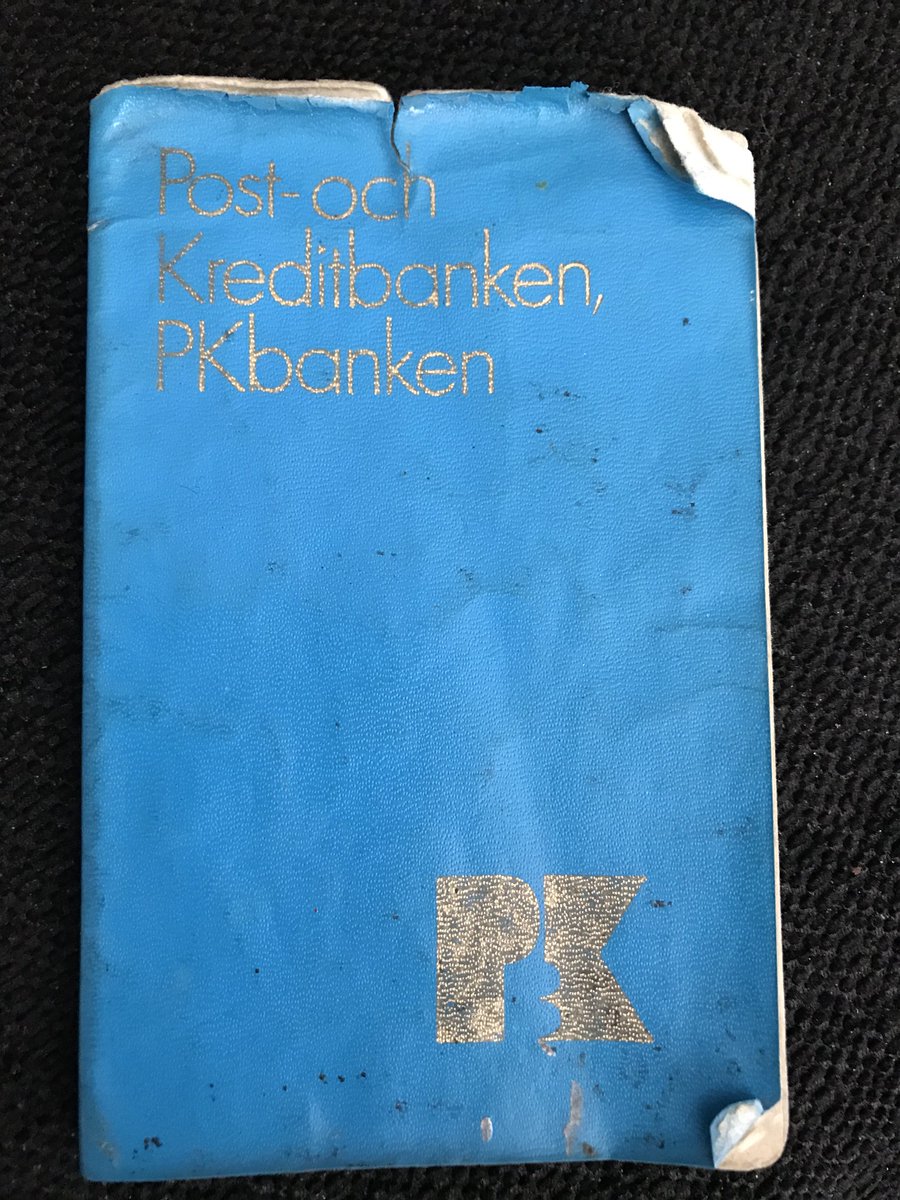 Post- och
Kreditbanken,
PKbanken
PK